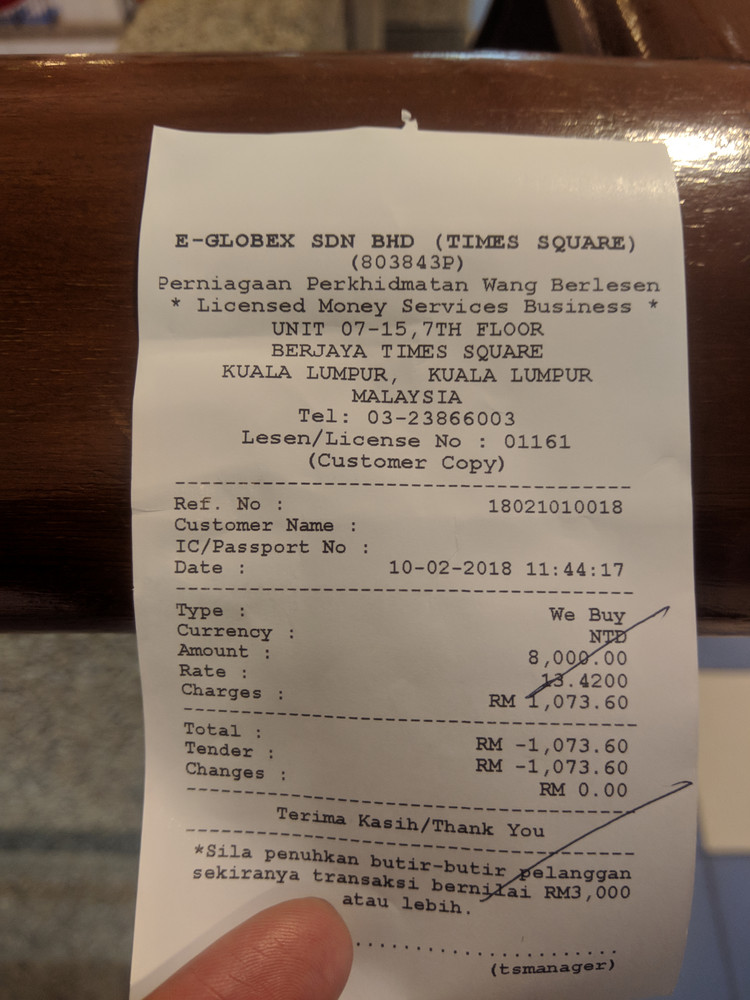 E-GLOBEX SDN BHD (TIMES SQUARE)
(803843P)
Perniagaan Perkhidmatan Wang Berlesen
* Licensed Money Services Business *
UNIT 07-15,7TH FLOOR
BERJAYA TIMES SQUARE
KUALA LUMPUR, KUALA LUMPUR
MALAYSIA
Tel: 03-23866003
Lesen/License No : 01161
(Customer Copy)
Ref. No : 18021010018
Customer Name :
IC/Passport No :
Date : 10-02-2018 11:44:17
Type : We Buy
Currency : NTD
Amount : 8,000.00
Rate : 13.4200
Charges : RM 1,073.60
Total : RM -1,073.60
Tender : RM -1,073.60
Changes : RM 0.00
Terima Kasih/Thank You
*Sila penuhkan butir-butir pelanggan
sekiranya transaksi bernilai RM3,000
atau lebih.
(tsmanager)